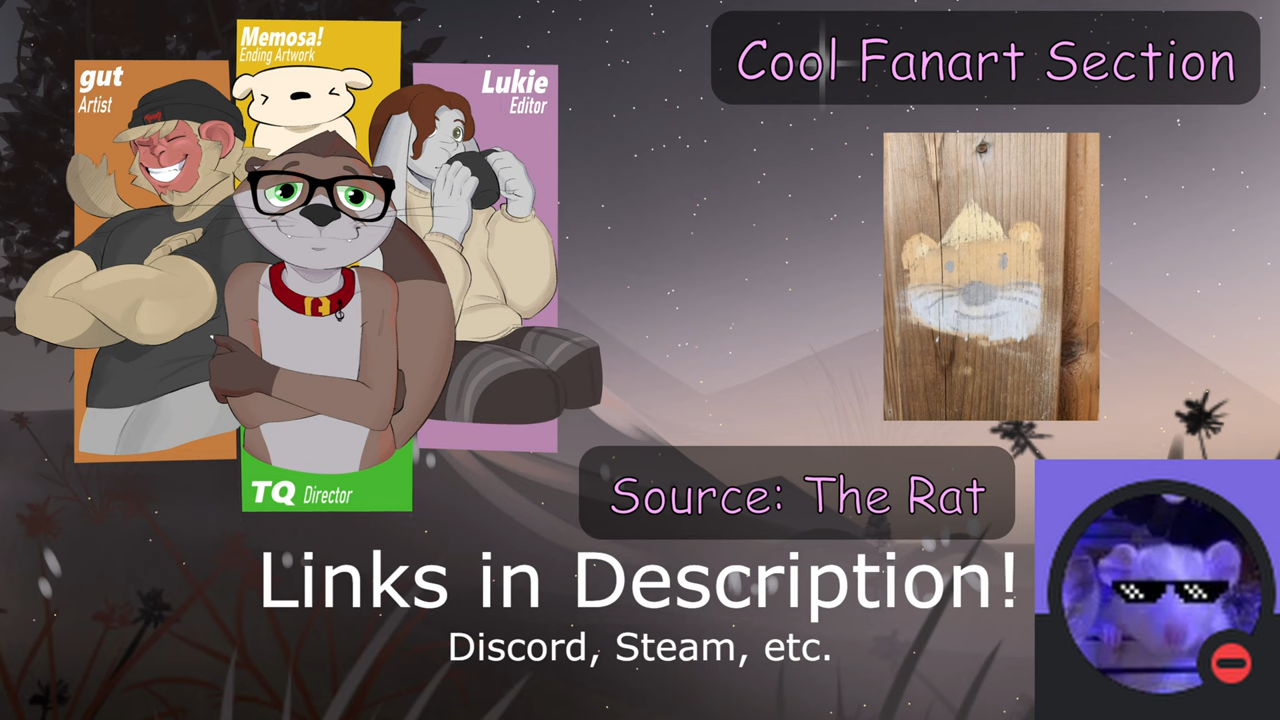 Memosa!
Ending Artwork
gut
Artist
Lukie
Editor
TQ Director
Cool Fanart Section
Source: The Rat
Links in Description!
Discord, Steam, etc.